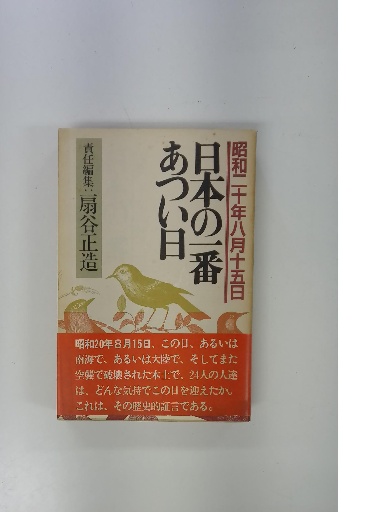 昭和二十年八月十五日
日本の一番
あつい日
責任編集:扇谷正造
昭和20年8月15日、この日、あるいは
南海で、あるいは大陸で、そしてまた
空襲で破壊された本土で、24人の人達
は、どんな気持でこの日を迎えたか。
これは、その歴史的証言である。